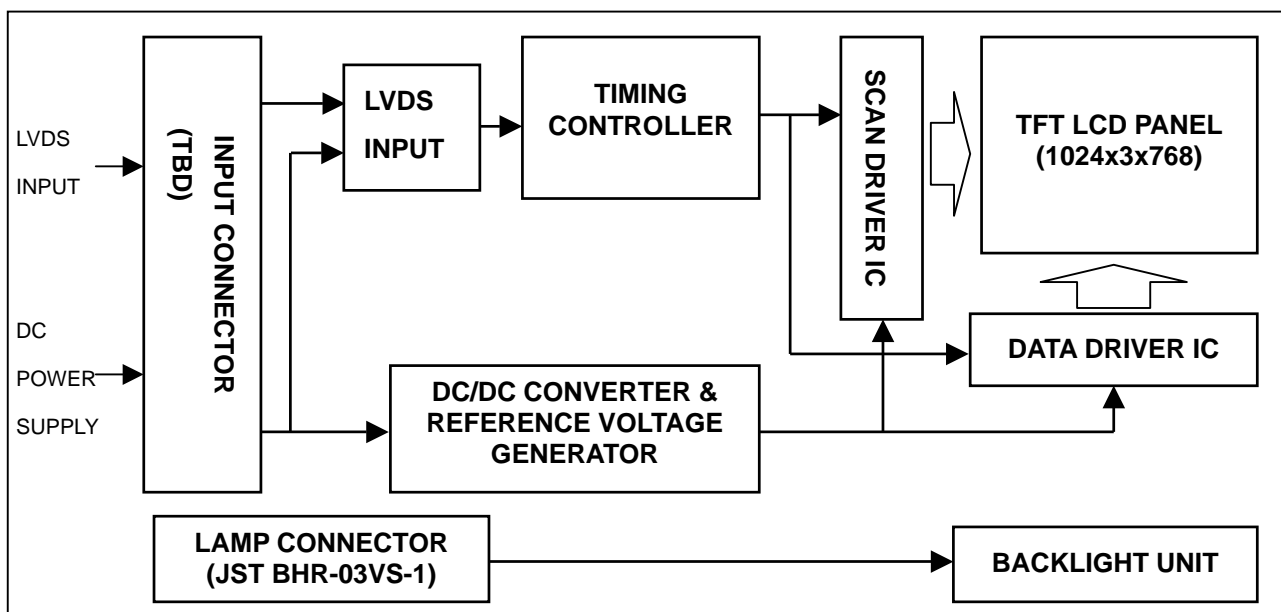 LVDS
INPUT
DC
POWER
SUPPLY
INPUT CONNECTOR
(TBD)
LVDS
INPUT
TIMING
CONTROLLER
SCAN DRIVER IC
TFT LCD PANEL
(1024x3x768)
DATA DRIVER IC
DC/DC CONVERTER &
REFERENCE VOLTAGE
GENERATOR
LAMP CONNECTOR
(JST BHR-03VS-1)
BACKLIGHT UNIT